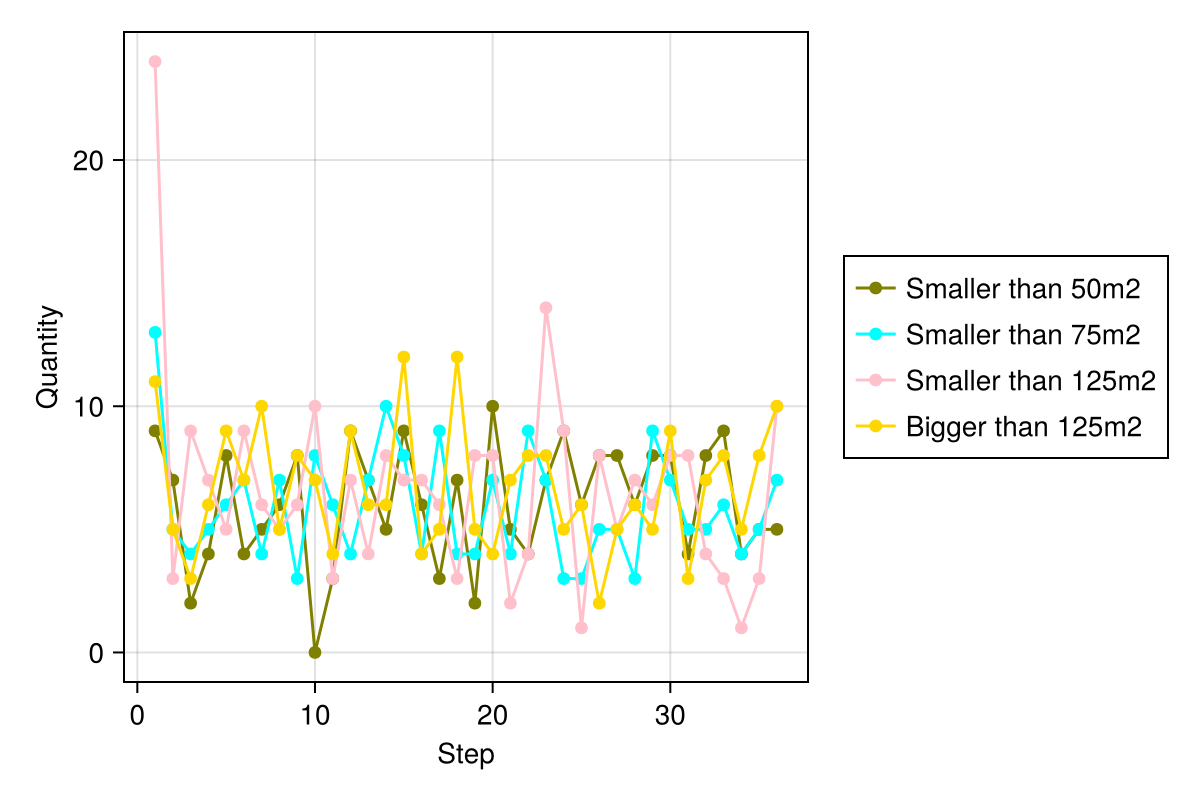 20
10
0
Quantity
0 10 20 30
Step
Smaller than 50m2
Smaller than 75m2
Smaller than 125m2
Bigger than 125m2